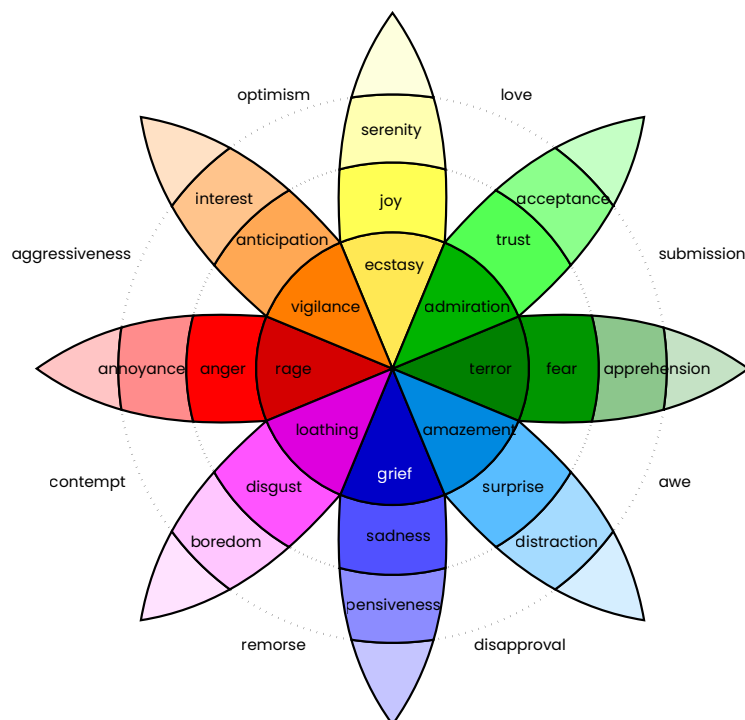 optimism
love
serenity
interest
acceptance
joy
anticipation
trust
aggressiveness
submission
ecstasy
vigilance
admiration
annoyance
anger
rage
terror
fear
apprehension
loathing
amazement
grief
contempt
disgust
surprise
awe
sadness
boredom
distraction
pensiveness
remorse
disapproval